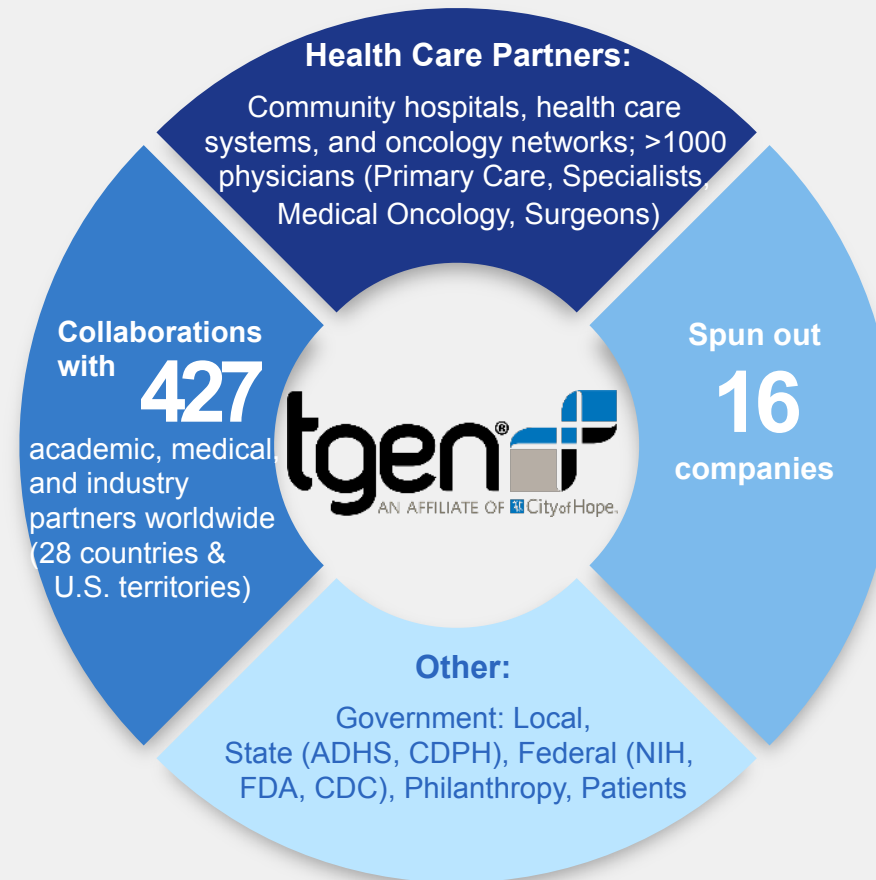 Health Care Partners:
Community hospitals, health care
systems, and oncology networks; >1000
physicians (Primary Care, Specialists,
Medical Oncology, Surgeons)
Collaborations
with 427
academic, medical,
and industry
partners worldwide
(28 countries &
U.S. territories)
tgen®
AN AFFILIATE OF City of Hope.
Spun out
16
companies
Other:
Government: Local,
State (ADHS, CDPH), Federal (NIH,
FDA, CDC), Philanthropy, Patients